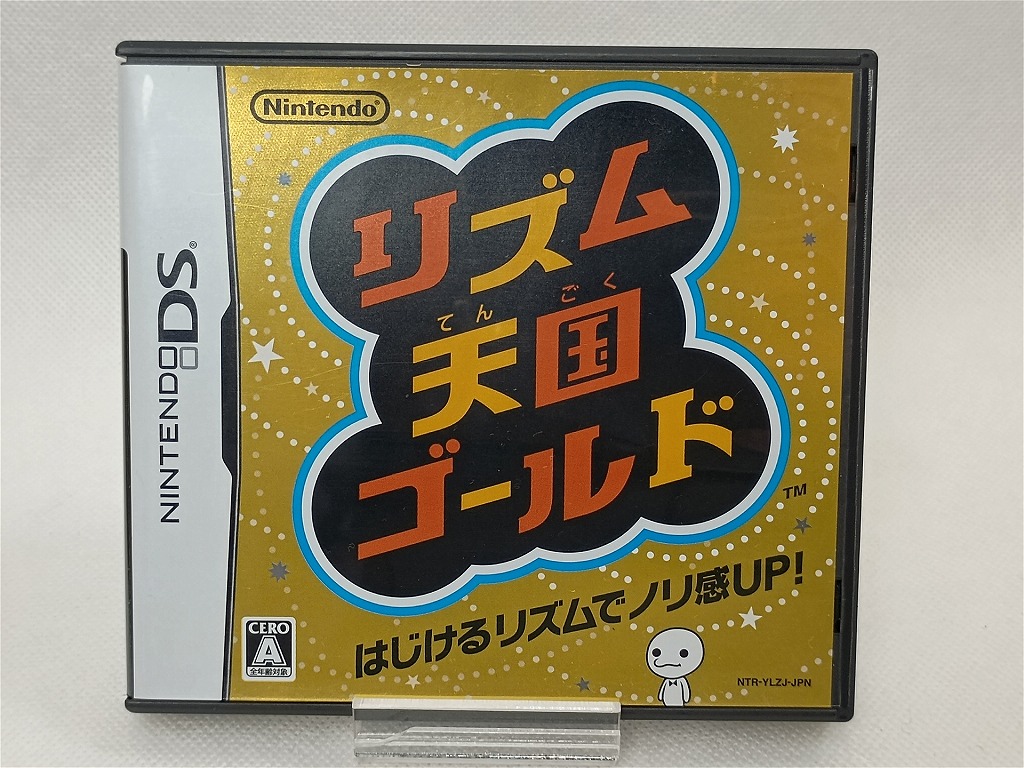 NINTENDO DS®
Nintendo®
リズム
てんごく
天国
ゴールド
TM
はじけるリズムでノリ感UP!
CERO
A
全年齢対象
NTR-YLZJ-JPN